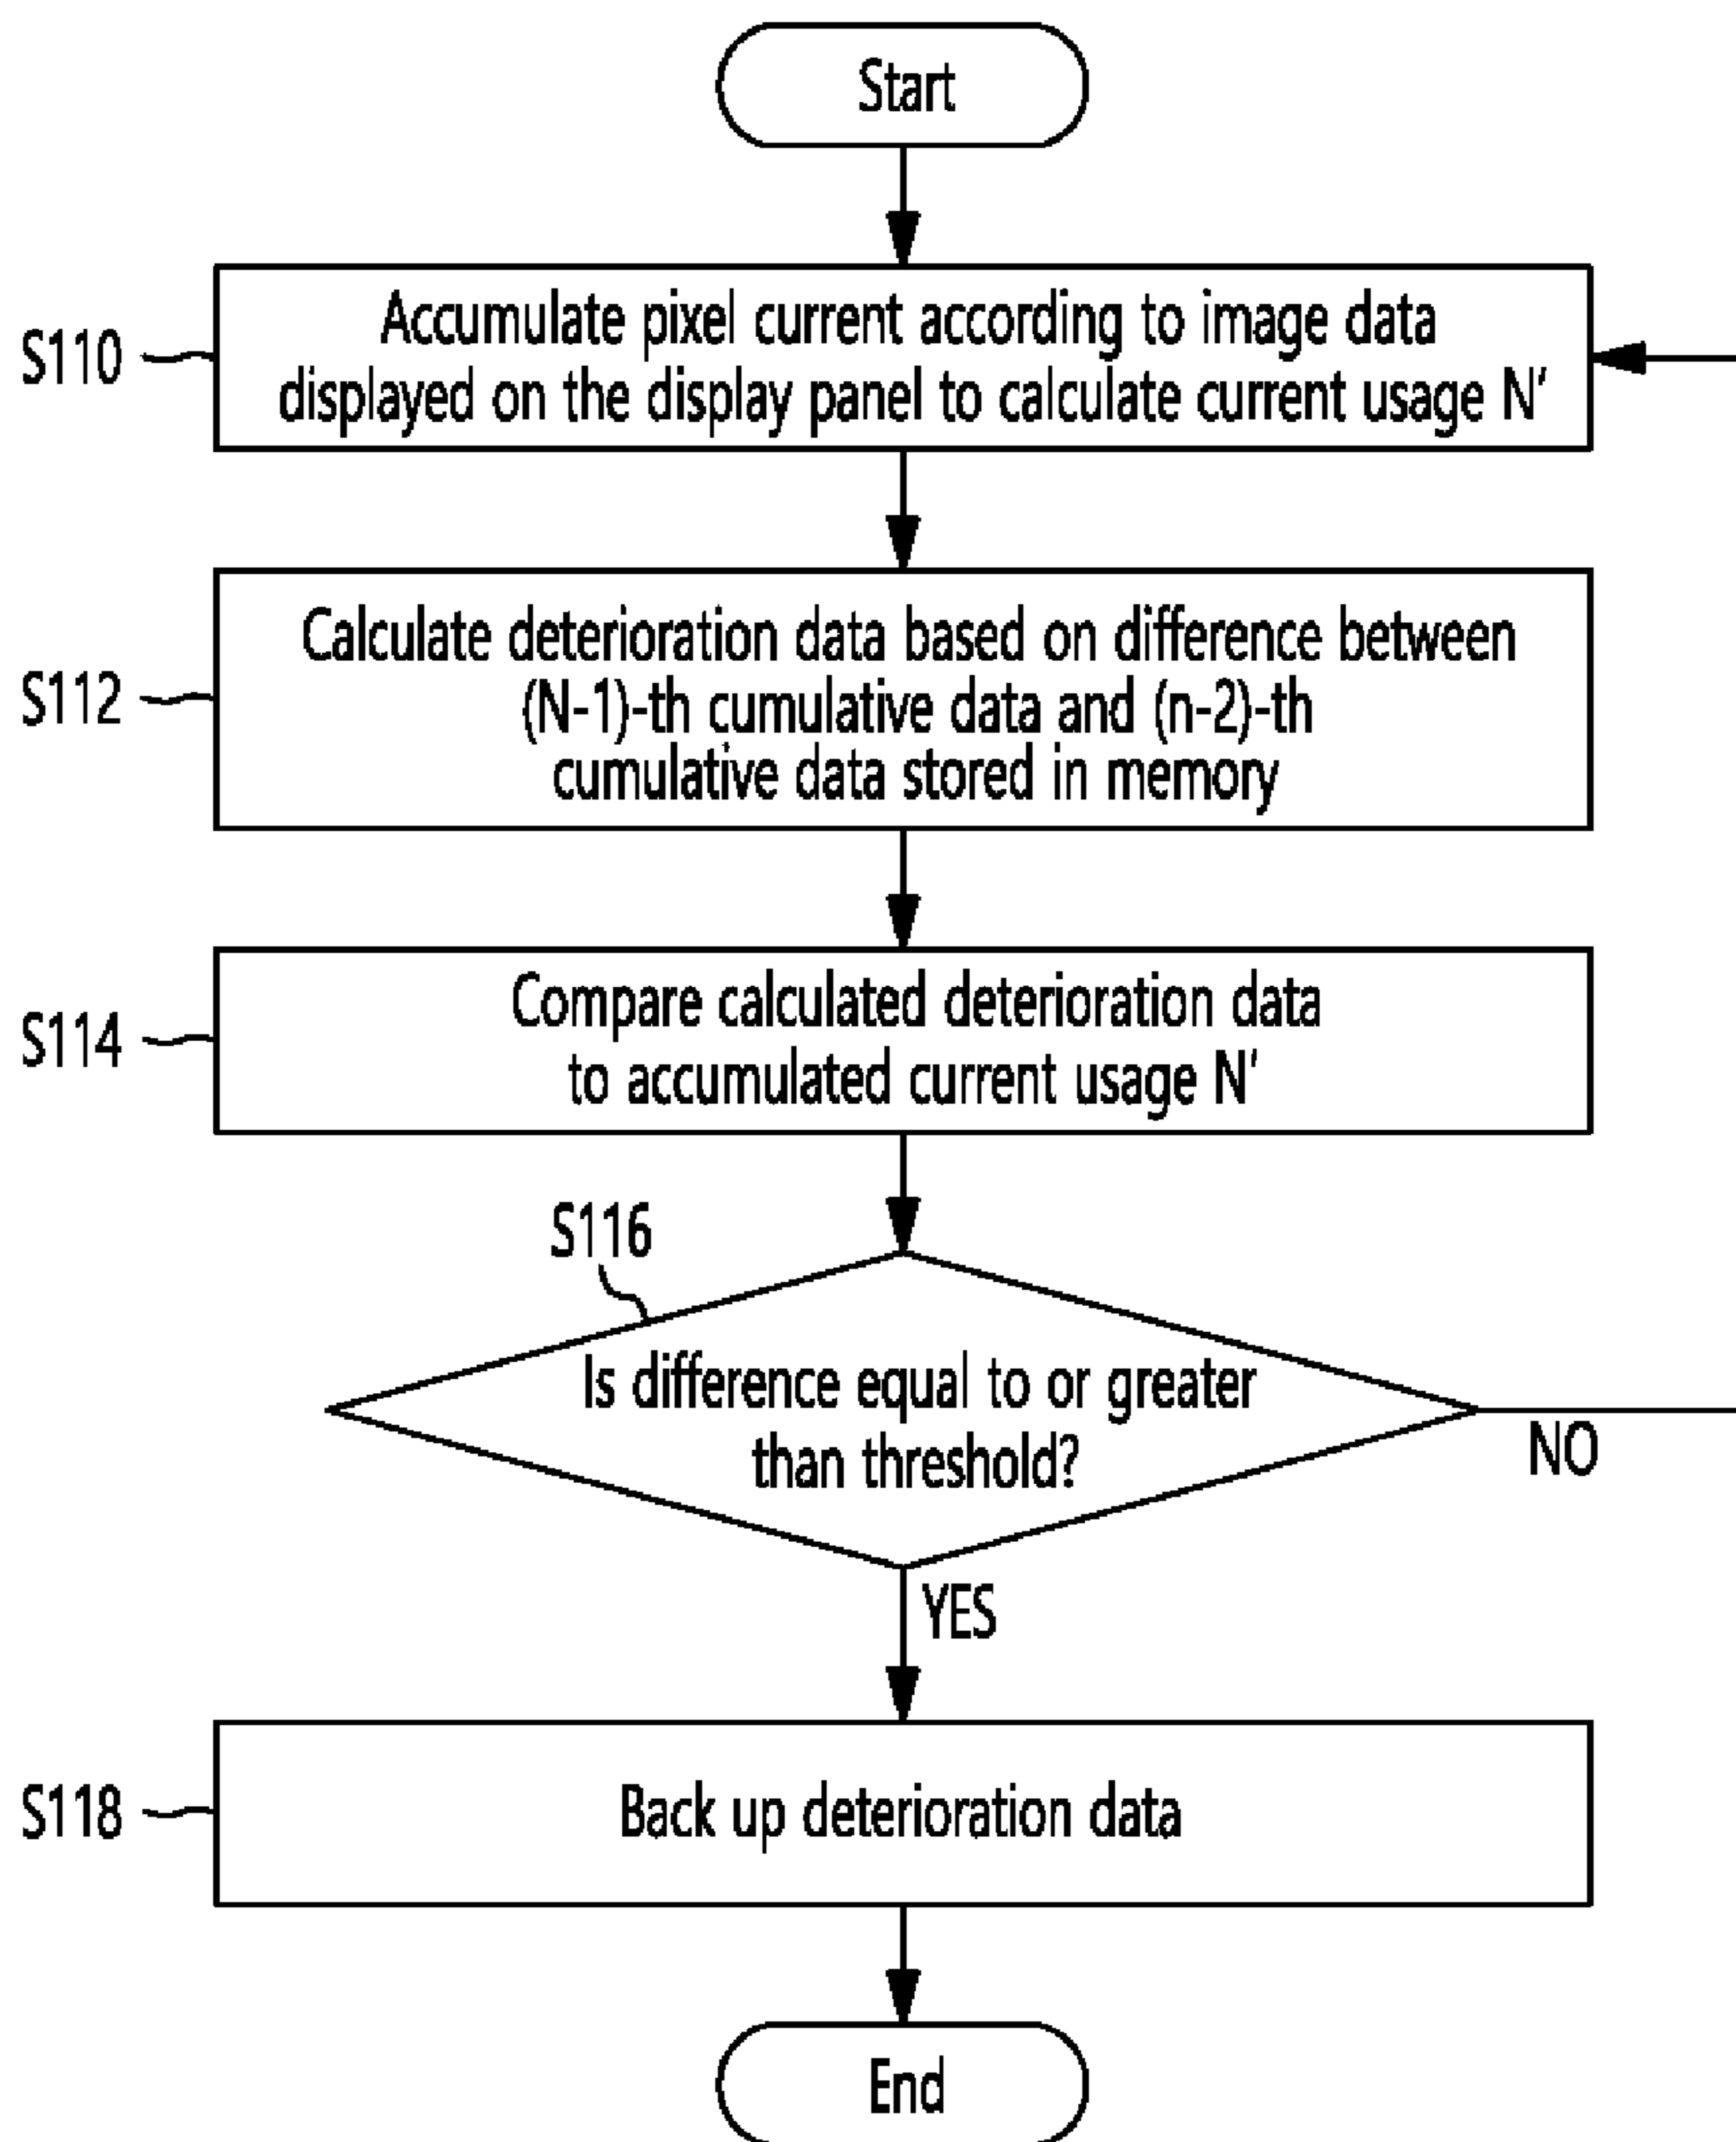 Start
S110
Accumulate pixel current according to image data
displayed on the display panel to calculate current usage N'
S112
Calculate deterioration data based on difference between
(N-1)-th cumulative data and (n-2)-th
cumulative data stored in memory
S114
Compare calculated deterioration data
to accumulated current usage N'
S116
Is difference equal to or greater
than threshold?
NO
YES
S118
Back up deterioration data
End